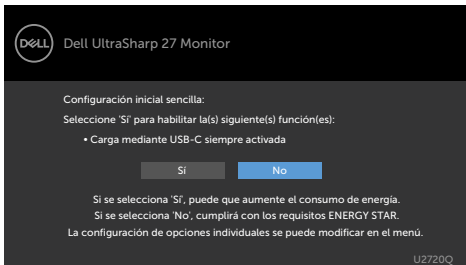 DELL
Dell UltraSharp 27 Monitor
Configuración inicial sencilla:
Seleccione 'Sí' para habilitar la(s) siguiente(s) función(es):
• Carga mediante USB-C siempre activada
Sí
No
Si se selecciona 'Sí', puede que aumente el consumo de energía.
Si se selecciona 'No', cumplirá con los requisitos ENERGY STAR.
La configuración de opciones individuales se puede modificar en el menú.
U2720Q